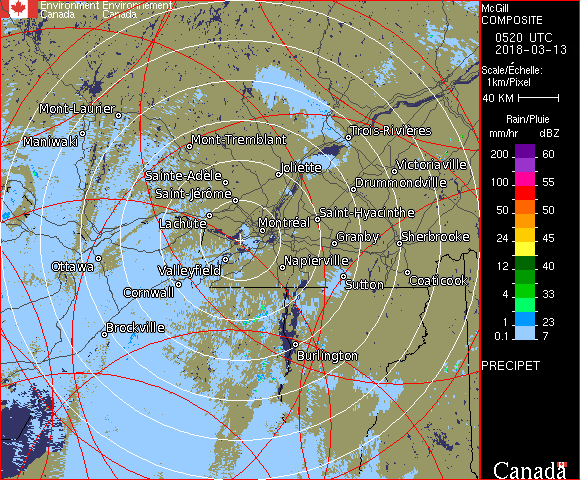 Environment Environnement
Canada Canada
McGill
COMPOSITE
0520 UTC
2018-03-13
Scale/Échelle:
1km/Pixel
40 KM
Rain/Pluie
mm/hr dBZ
200 60
100 55
50 50
24 45
12 40
4 33
1 23
0.1 7
PRECIPET
Canada
Mont-Laurier
Maniwaki
Mont-Tremblant
Trois-Rivières
Joliette
Victoriaville
Sainte-Adèle
Drummondville
Saint-Jérôme
Lachute
Saint-Hyacinthe
Montréal
Granby
Sherbrooke
Ottawa
Valleyfield
Napierville
Cornwall
Sutton
Coaticook
Brockville
Burlington